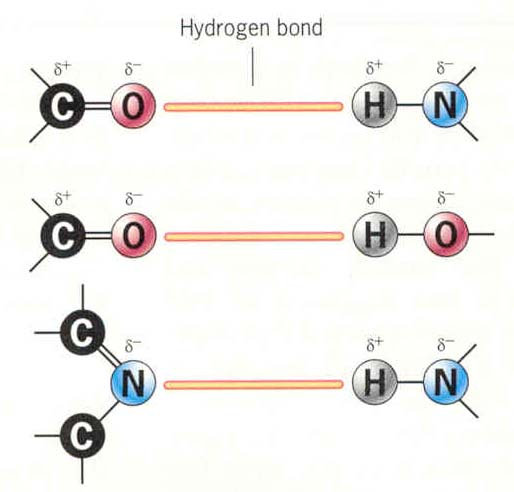 Hydrogen bond
δ+ δ− δ+ δ−
C O H N
δ+ δ− δ+ δ−
C O H O
C
δ− δ+ δ−
N H N
C